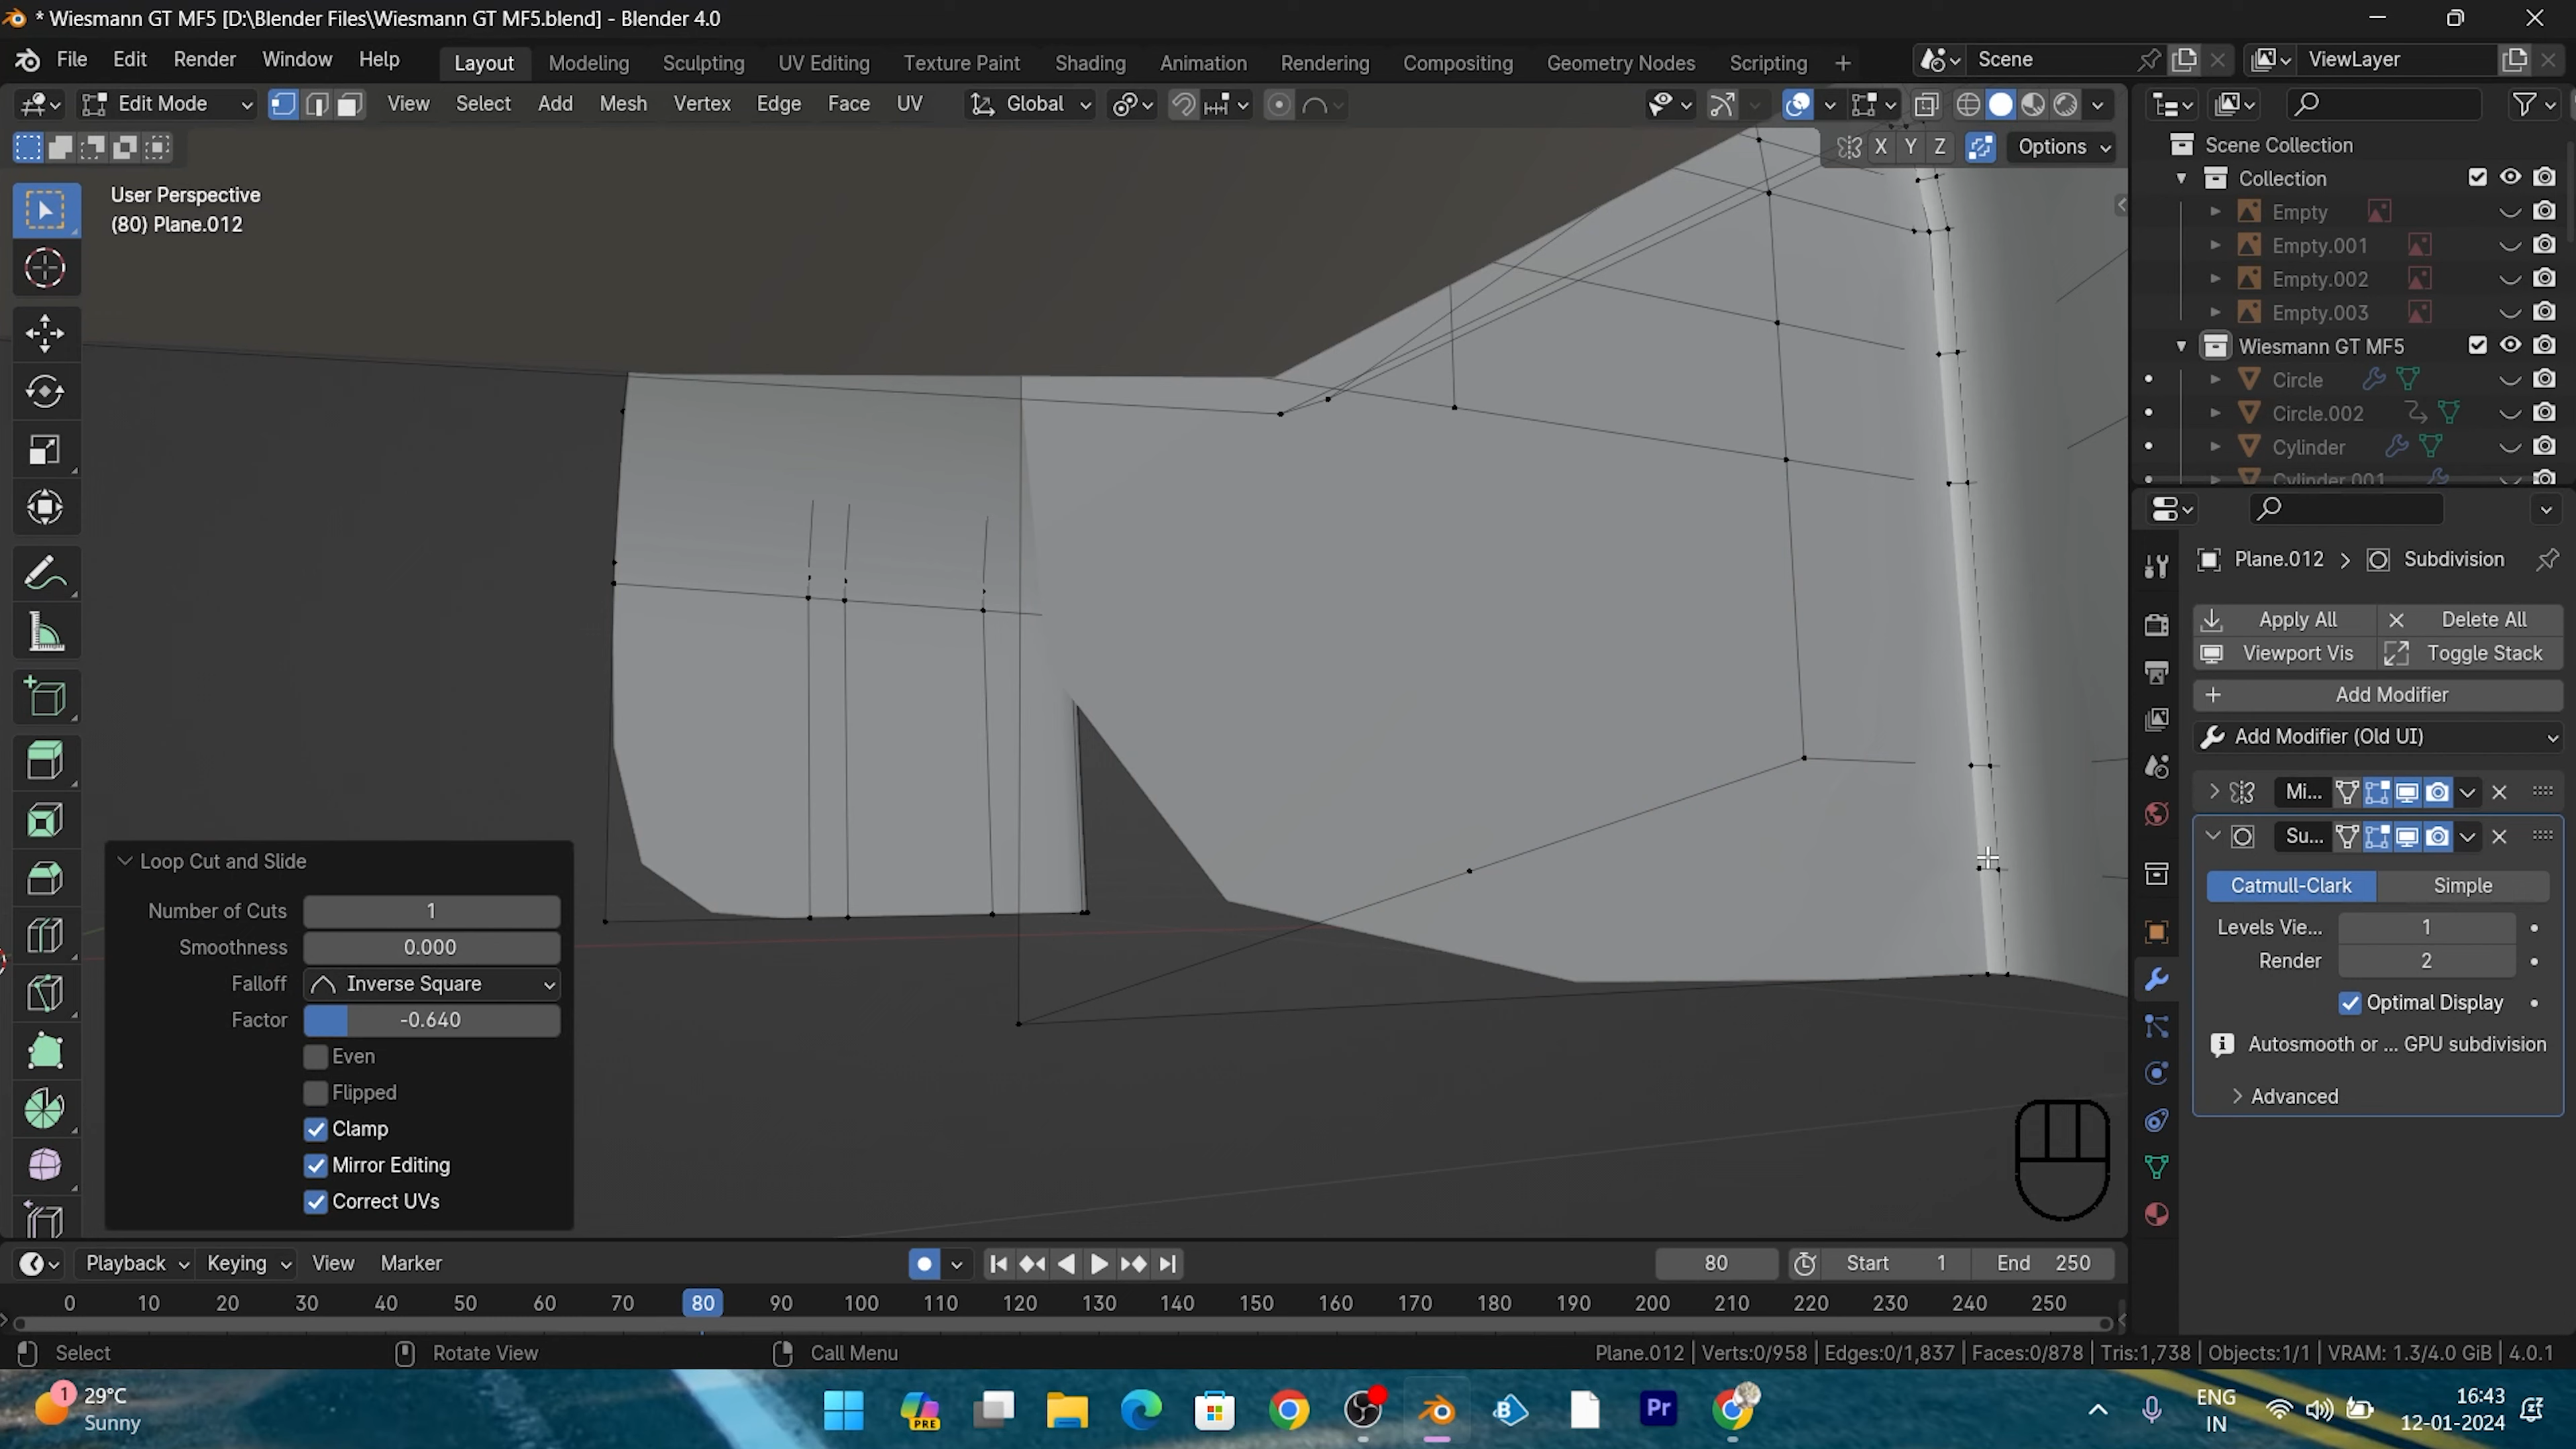 * Wiesmann GT MF5 [D:\Blender Files\Wiesmann GT MF5.blend] - Blender 4.0
File Edit Render Window Help Layout Modeling Sculpting UV Editing Texture Paint Shading Animation Rendering Compositing Geometry Nodes Scripting + Scene ViewLayer
Edit Mode View Select Add Mesh Vertex Edge Face UV Global
X Y Z Options
User Perspective
(80) Plane.012
Scene Collection
Collection
Empty
Empty.001
Empty.002
Empty.003
Wiesmann GT MF5
Circle
Circle.002
Cylinder
Cylinder.001
Plane.012 > Subdivision
Apply All Delete All
Viewport Vis Toggle Stack
Add Modifier
Add Modifier (Old UI)
Mi...
Su...
Catmull-Clark Simple
Levels Vie... 1
Render 2
Optimal Display
Autosmooth or ... GPU subdivision
Advanced
Loop Cut and Slide
Number of Cuts 1
Smoothness 0.000
Falloff Inverse Square
Factor -0.640
Even
Flipped
Clamp
Mirror Editing
Correct UVs
Playback Keying View Marker 80 Start 1 End 250
0 10 20 30 40 50 60 70 80 90 100 110 120 130 140 150 160 170 180 190 200 210 220 230 240 250
Select Rotate View Call Menu Plane.012 | Verts:0/958 | Edges:0/1,837 | Faces:0/878 | Tris:1,738 | Objects:1/1 | VRAM: 1.3/4.0 GiB | 4.0.1
1 29°C
Sunny
PRE
B
Pr
ENG
IN
16:43
12-01-2024